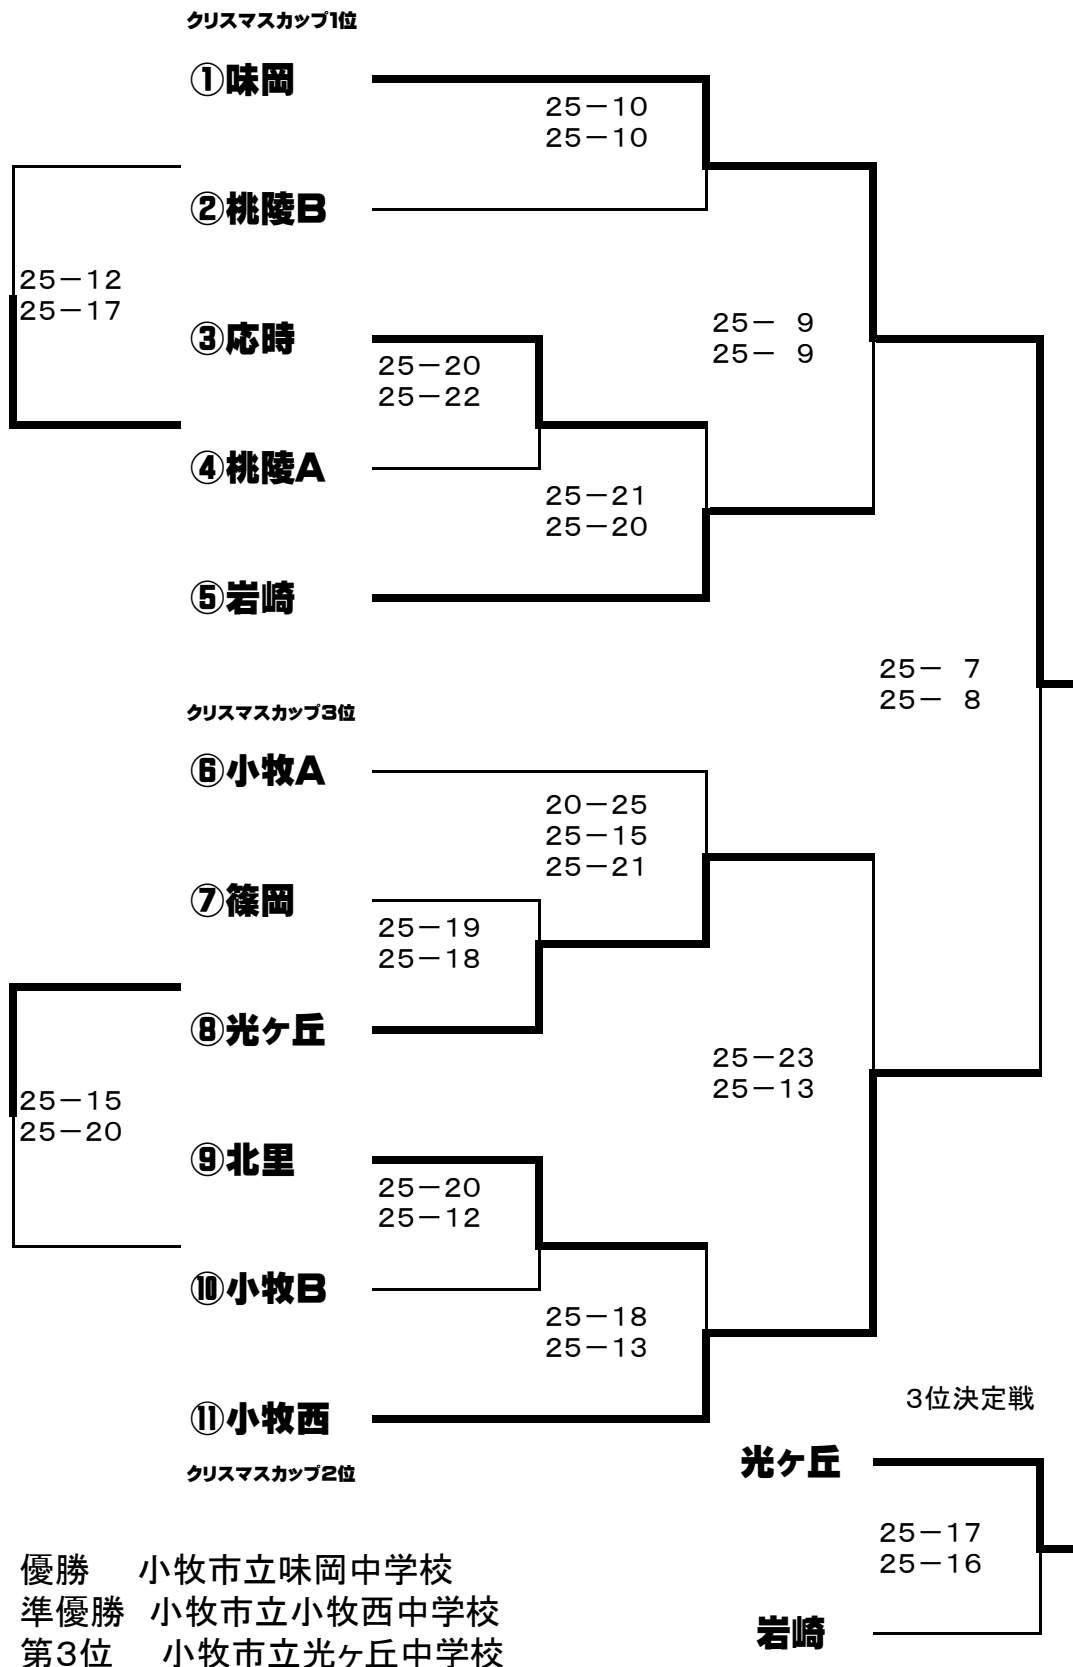 クリスマスカップ1位
①味岡
25－10
25－10
②桃陵B
25－12
25－17
③応時
25－20
25－22
25－ 9
25－ 9
④桃陵A
25－21
25－20
⑤岩崎
25－ 7
25－ 8
クリスマスカップ3位
⑥小牧A
20－25
25－15
25－21
⑦篠岡
25－19
25－18
⑧光ヶ丘
25－23
25－13
25－15
25－20
⑨北里
25－20
25－12
⑩小牧B
25－18
25－13
⑪小牧西
クリスマスカップ2位
3位決定戦
光ヶ丘
25－17
25－16
岩崎
優勝 小牧市立味岡中学校
準優勝 小牧市立小牧西中学校
第3位 小牧市立光ヶ丘中学校